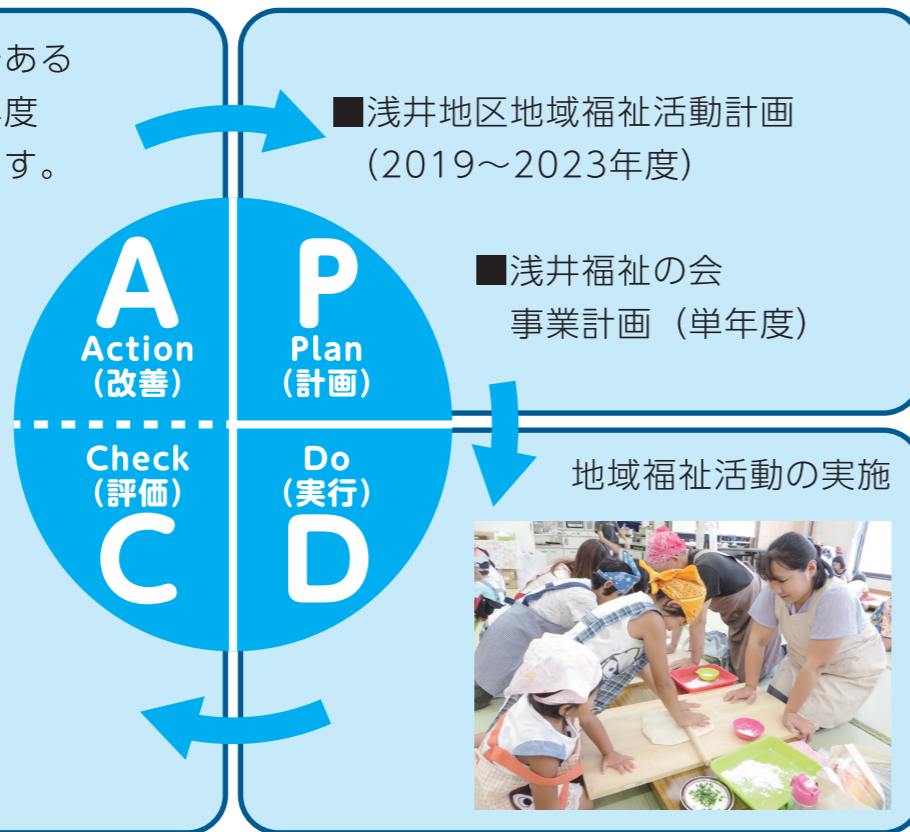 ある
度
す。
■浅井地区地域福祉活動計画
（2019～2023年度）
■浅井福祉の会
事業計画（単年度）
A
Action
（改善）
P
Plan
（計画）
Check
（評価）
C
Do
（実行）
D
地域福祉活動の実施